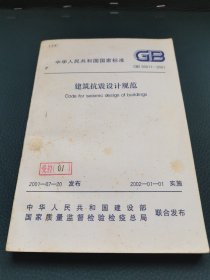 中华人民共和国国家标准
GB
GB 50011-2001
建筑抗震设计规范
Code for seismic design of buildings
受控 01
2001-07-20 发布
2002-01-01 实施
中华人民共和国建设部
国家质量监督检验检疫总局
联合发布